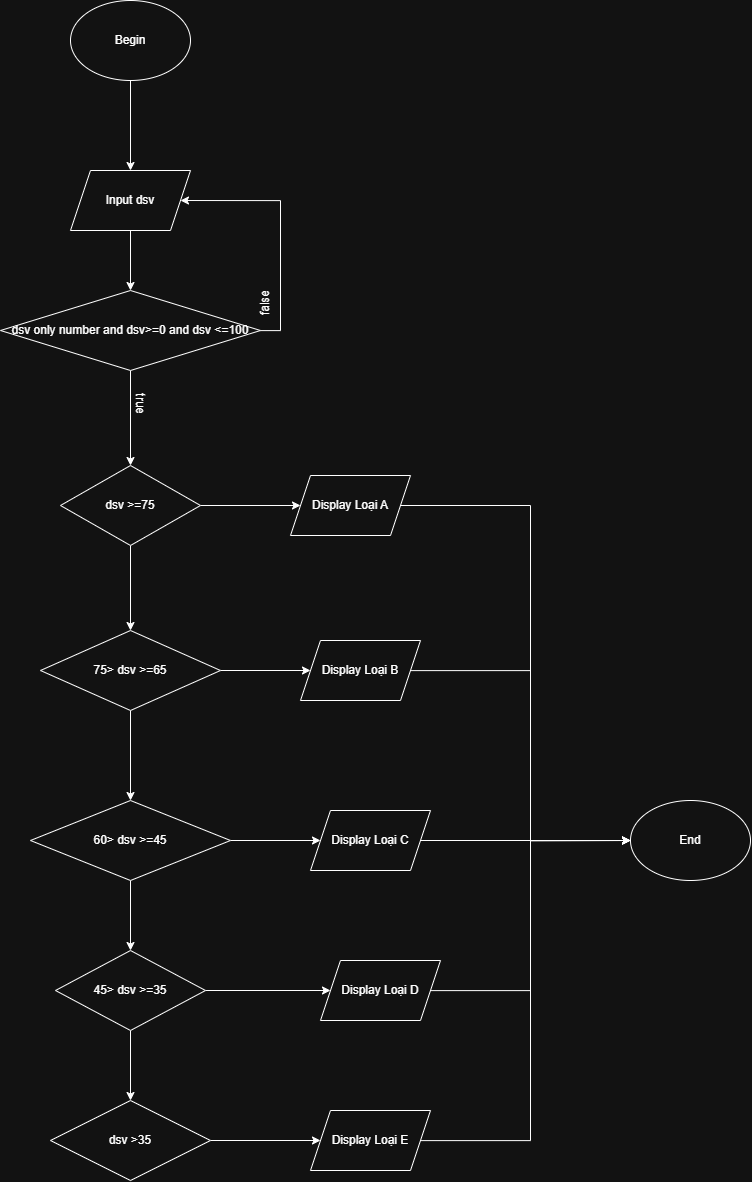 Begin
Input dsv
false
dsv only number and dsv>=0 and dsv <=100
true
dsv >=75
Display Loại A
75> dsv >=65
Display Loại B
60> dsv >=45
Display Loại C
End
45> dsv >=35
Display Loại D
dsv >35
Display Loại E